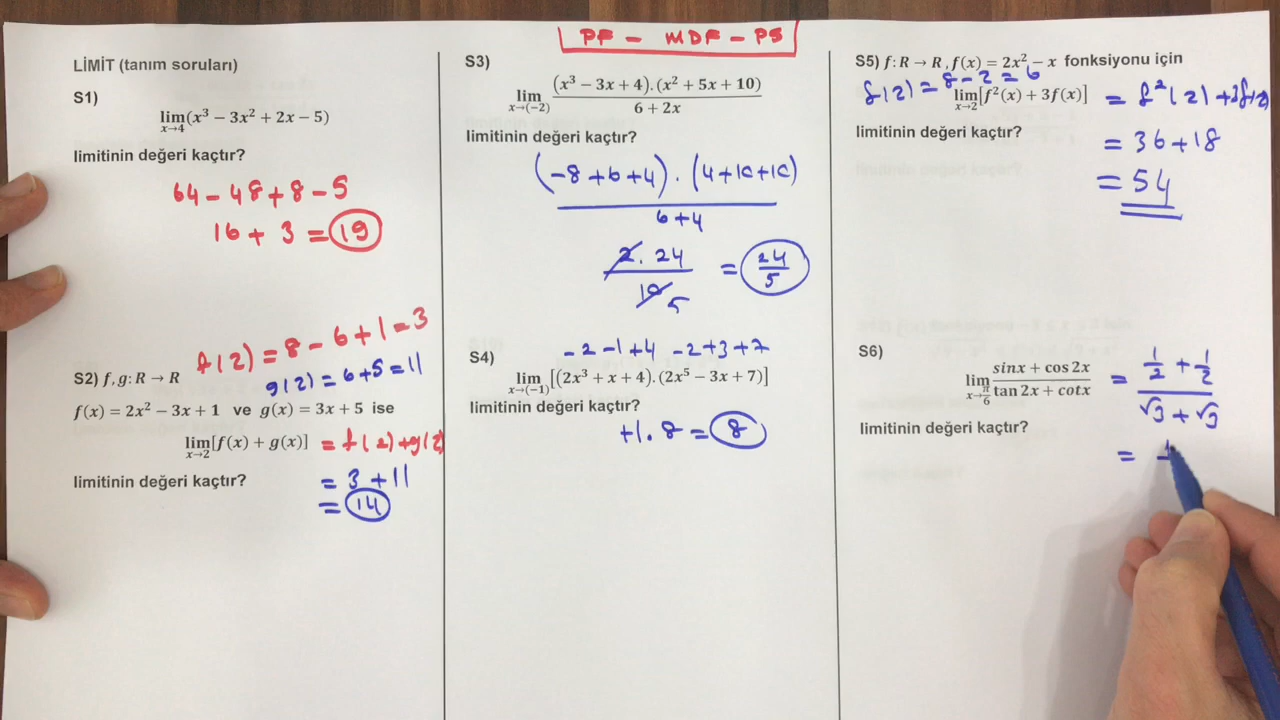 PF - MDF - PS
LİMİT (tanım soruları)
S1)
lim x→4 (x³ − 3x² + 2x − 5)
limitinin değeri kaçtır?
64 - 48 + 8 - 5
16 + 3 = 19
f(2) = 8 - 6 + 1 = 3
g(2) = 6 + 5 = 11
S2) f, g: R → R
f(x) = 2x² − 3x + 1 ve g(x) = 3x + 5 ise
lim x→2 [f(x) + g(x)] = f(2) + g(2)
limitinin değeri kaçtır? = 3 + 11
= 14
S3)
lim x→(−2) (x³ − 3x + 4).(x² + 5x + 10) / 6 + 2x
limitinin değeri kaçtır?
(-8 + 6 + 4) . (4 + 10 + 10) / 6 + 4
2 . 24 / 10 5 = 24/5
-2 -1 +4 -2 +3 +7
S4)
lim x→(−1) [(2x³ + x + 4).(2x⁵ − 3x + 7)]
limitinin değeri kaçtır?
+1 . 8 = 8
S5) f: R → R , f(x) = 2x² − x fonksiyonu için
f(2) = 8 - 2 = 6
lim x→2 [f²(x) + 3f(x)] = f²(2) + 3f(2)
limitinin değeri kaçtır? = 36 + 18
= 54
S6)
lim x→π/6 sinx + cos 2x / tan 2x + cotx = 1/2 + 1/2 / √3 + √3
limitinin değeri kaçtır?
=